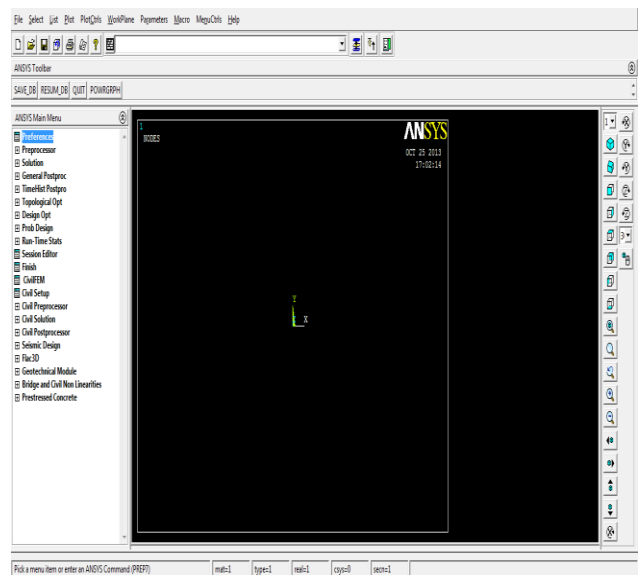 File Select List Plot PlotCtrls WorkPlane Parameters Macro MenuCtrls Help
ANSYS Toolbar
SAVE_DB RESUM_DB QUIT POWRGRPH
ANSYS Main Menu
Preferences
Preprocessor
Solution
General Postproc
TimeHist Postpro
Topological Opt
Design Opt
Prob Design
Run-Time Stats
Session Editor
Finish
CivilFEM
Civil Setup
Civil Preprocessor
Civil Solution
Civil Postprocessor
Seismic Design
Flac3D
Geotechnical Module
Bridge and Civil Non Linearities
Prestressed Concrete
1
NODES
ANSYS
OCT 25 2013
17:02:14
Y
X
1
3
Pick a menu item or enter an ANSYS Command (PREP7) mat=1 type=1 real=1 csys=0 secn=1